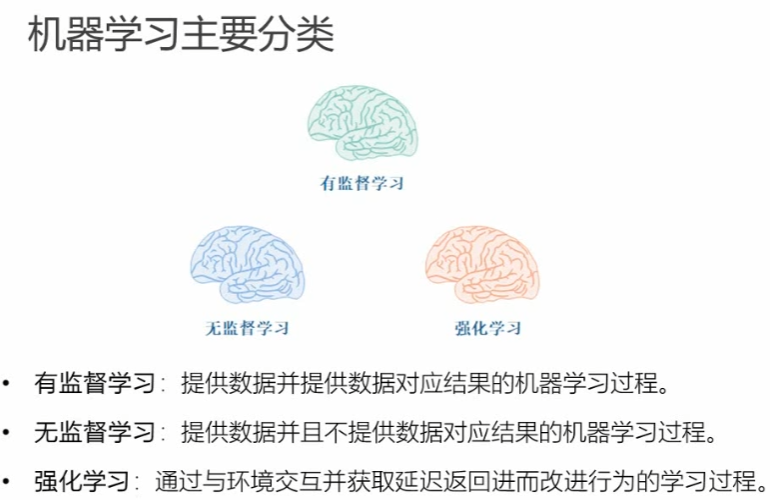 机器学习主要分类
有监督学习
无监督学习
强化学习
• 有监督学习：提供数据并提供数据对应结果的机器学习过程。
• 无监督学习：提供数据并且不提供数据对应结果的机器学习过程。
• 强化学习：通过与环境交互并获取延迟返回进而改进行为的学习过程。